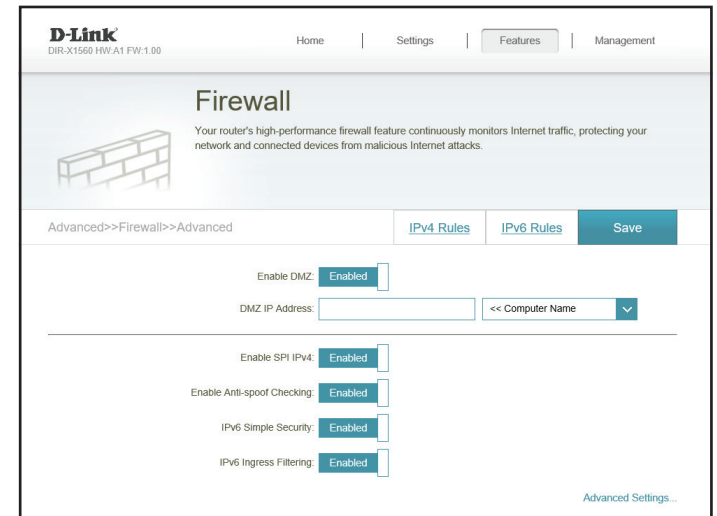 D-Link
DIR-X1560 HW:A1 FW:1.00
Home | Settings | Features | Management
Firewall
Your router's high-performance firewall feature continuously monitors Internet traffic, protecting your
network and connected devices from malicious Internet attacks.
Advanced>>Firewall>>Advanced IPv4 Rules IPv6 Rules Save
Enable DMZ: Enabled
DMZ IP Address: << Computer Name
Enable SPI IPv4: Enabled
Enable Anti-spoof Checking: Enabled
IPv6 Simple Security: Enabled
IPv6 Ingress Filtering: Enabled
Advanced Settings...